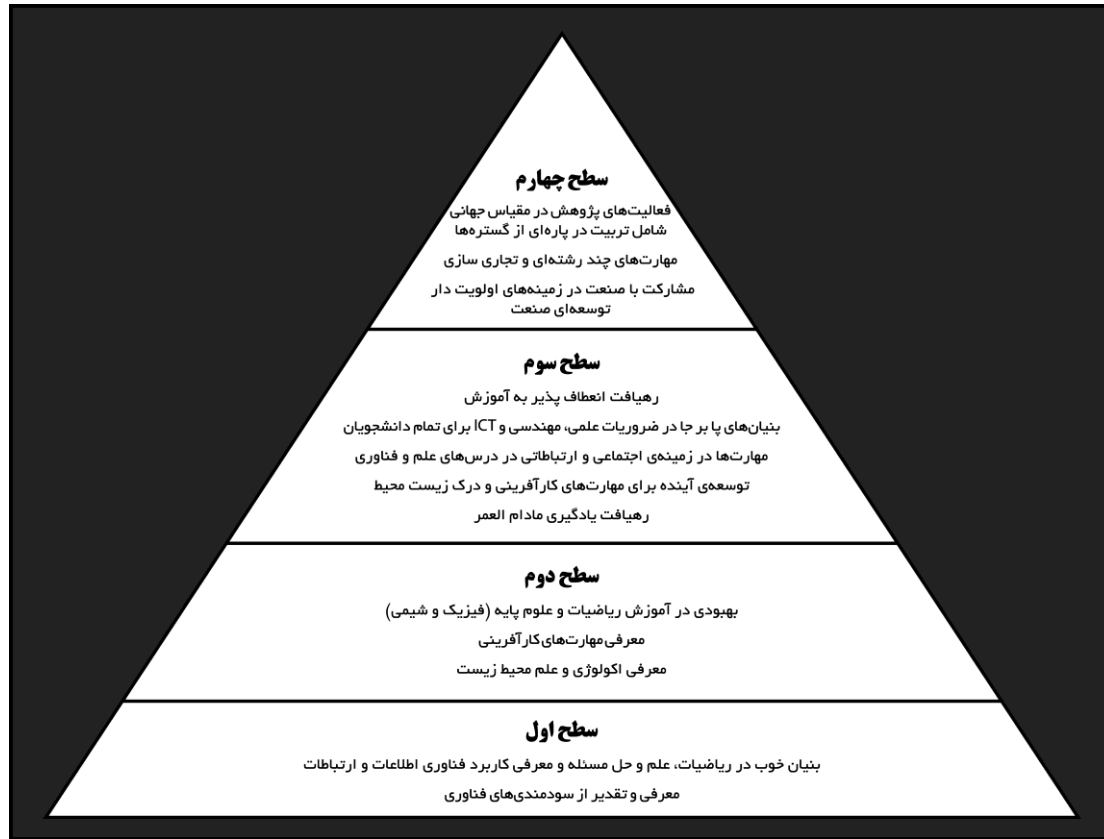 سطح چهارم
فعالیت‌های پژوهش در مقیاس جهانی
شامل تربیت در پاره‌ای از گستره‌ها
مهارت‌های چند رشته‌ای و تجاری سازی
مشارکت با صنعت در زمینه‌های اولویت دار
توسعه‌ای صنعت
سطح سوم
رهیافت انعطاف پذیر به آموزش
بنیان‌های پا بر جا در ضروریات علمی، مهندسی و ICT برای تمام دانشجویان
مهارت‌ها در زمینه‌ی اجتماعی و ارتباطاتی در درس‌های علم و فناوری
توسعه‌ی آینده برای مهارت‌های کارآفرینی و درک زیست محیط
رهیافت یادگیری مادام العمر
سطح دوم
بهبودی در آموزش ریاضیات و علوم پایه (فیزیک و شیمی)
معرفی مهارت‌های کارآفرینی
معرفی اکولوژی و علم محیط زیست
سطح اول
بنیان خوب در ریاضیات، علم و حل مسئله و معرفی کاربرد فناوری اطلاعات و ارتباطات
معرفی و تقدیر از سودمندی‌های فناوری